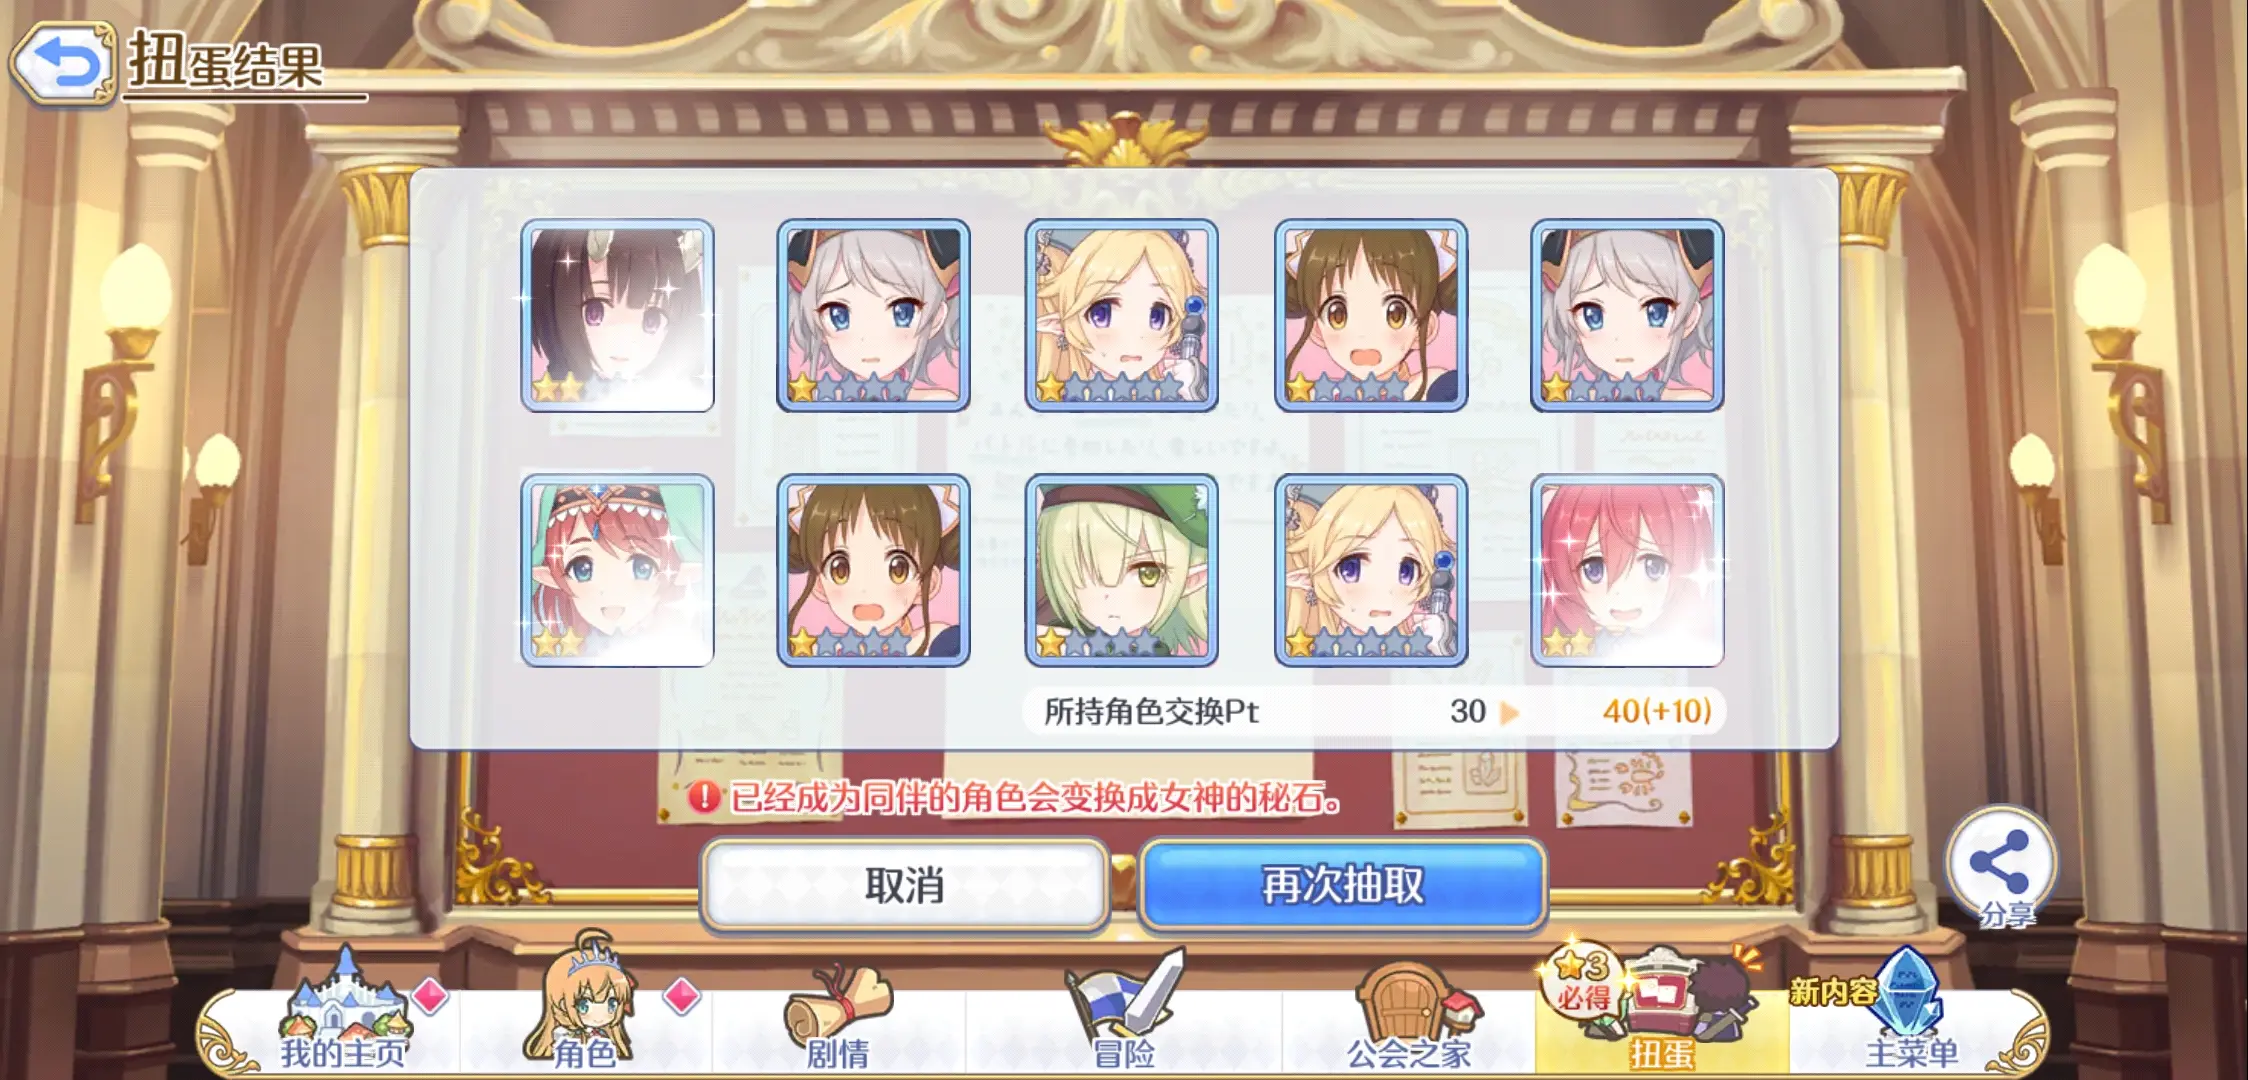 扭蛋结果
所持角色交换Pt 30 40(+10)
已经成为同伴的角色会变换成女神的秘石。
取消 再次抽取
分享
3
必得
新内容
我的主页 角色 剧情 冒险 公会之家 扭蛋 主菜单